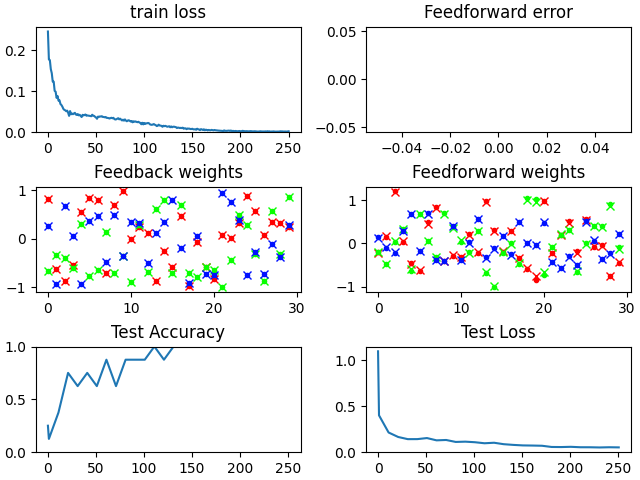 train loss
0.2
0.1
0.0
0 50 100 150 200 250
Feedforward error
0.05
0.00
−0.05
−0.04 −0.02 0.00 0.02 0.04
Feedback weights
1
0
−1
0 10 20 30
Feedforward weights
1
0
−1
0 10 20 30
Test Accuracy
1.0
0.5
0.0
0 50 100 150 200 250
Test Loss
1.0
0.5
0.0
0 50 100 150 200 250